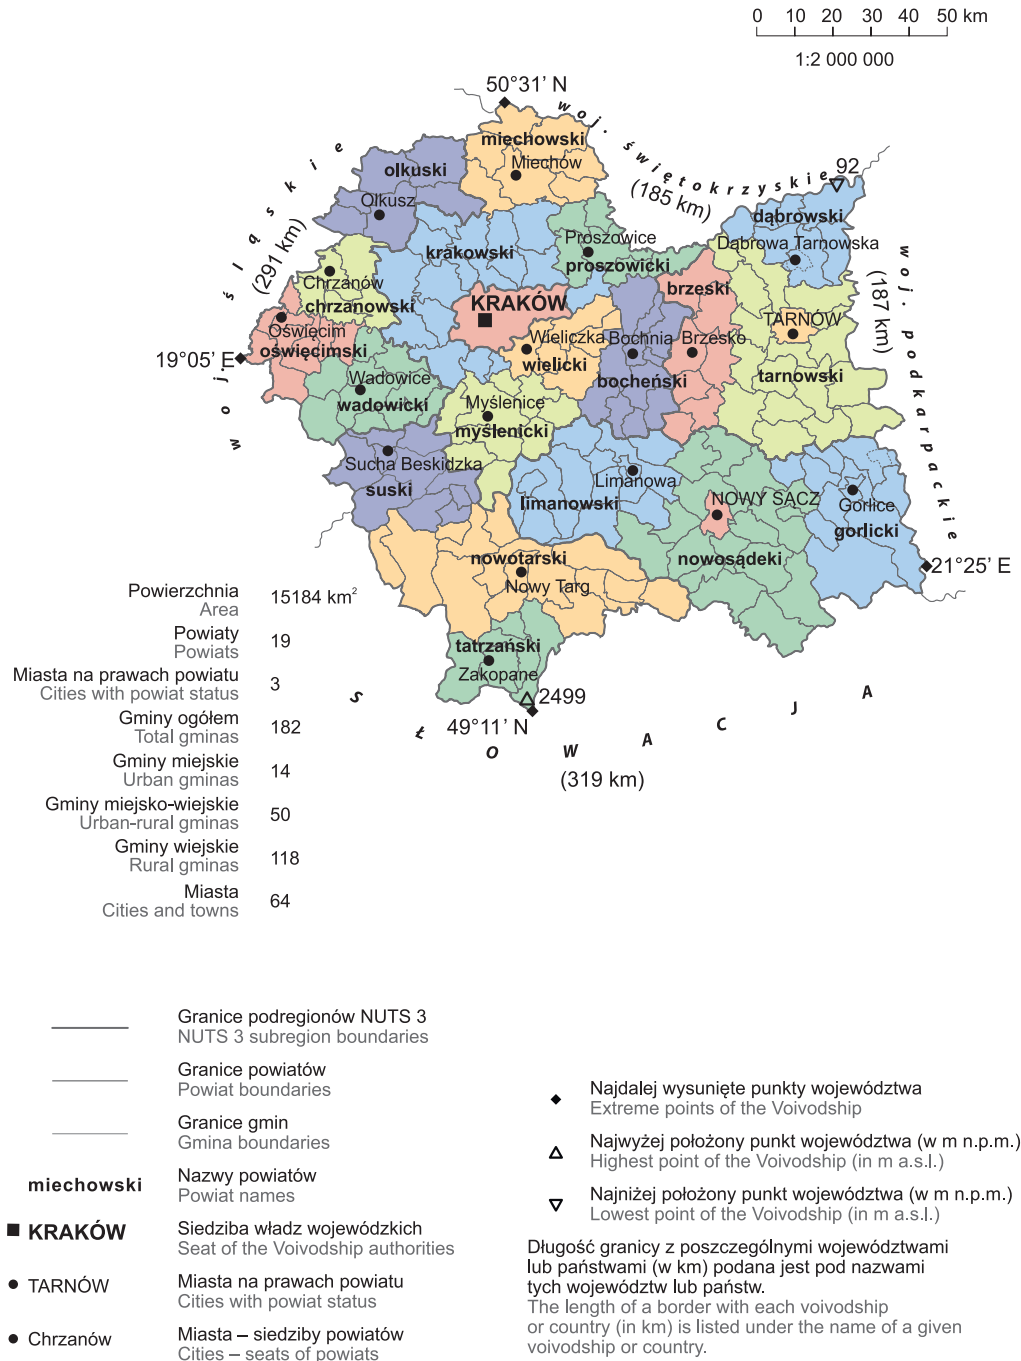 0 10 20 30 40 50 km
1:2 000 000
50°31' N
woj. świętokrzyskie
(185 km)
92
woj. śląskie
(291 km)
woj. podkarpackie
(187 km)
miechowski
Miechów
olkuski
Olkusz
krakowski
Proszowice
proszowicki
dąbrowski
Dąbrowa Tarnowska
Chrzanów
chrzanowski
KRAKÓW
brzeski
TARNÓW
Oświęcim
oświęcimski
19°05' E
Wieliczka
wielicki
Bochnia
bocheński
Brzesko
tarnowski
Wadowice
wadowicki
Myślenice
myślenicki
Sucha Beskidzka
suski
Limanowa
limanowski
NOWY SĄCZ
nowosądeki
Gorlice
gorlicki
21°25' E
nowotarski
Nowy Targ
tatrzański
Zakopane
2499
49°11' N
SŁOWACJA
(319 km)
Powierzchnia
Area
15184 km²
Powiaty
Powiats
19
Miasta na prawach powiatu
Cities with powiat status
3
Gminy ogółem
Total gminas
182
Gminy miejskie
Urban gminas
14
Gminy miejsko-wiejskie
Urban-rural gminas
50
Gminy wiejskie
Rural gminas
118
Miasta
Cities and towns
64
Granice podregionów NUTS 3
NUTS 3 subregion boundaries
Granice powiatów
Powiat boundaries
Granice gmin
Gmina boundaries
miechowski
Nazwy powiatów
Powiat names
KRAKÓW
Siedziba władz wojewódzkich
Seat of the Voivodship authorities
TARNÓW
Miasta na prawach powiatu
Cities with powiat status
Chrzanów
Miasta – siedziby powiatów
Cities – seats of powiats
Najdalej wysunięte punkty województwa
Extreme points of the Voivodship
Najwyżej położony punkt województwa (w m n.p.m.)
Highest point of the Voivodship (in m a.s.l.)
Najniżej położony punkt województwa (w m n.p.m.)
Lowest point of the Voivodship (in m a.s.l.)
Długość granicy z poszczególnymi województwami
lub państwami (w km) podana jest pod nazwami
tych województw lub państw.
The length of a border with each voivodship
or country (in km) is listed under the name of a given
voivodship or country.